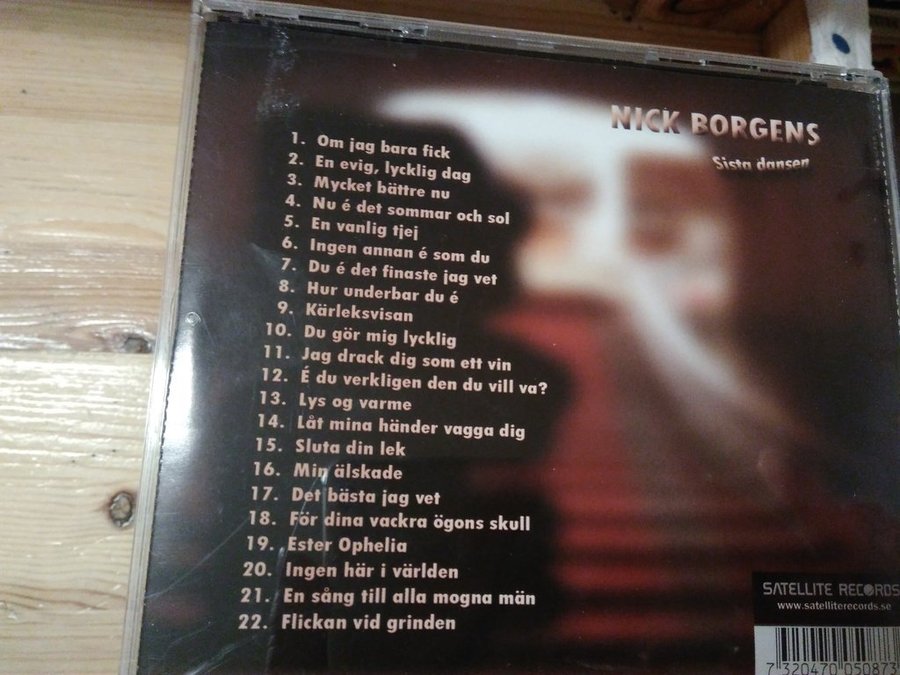 NICK BORGENS
Sista dansen
1. Om jag bara fick
2. En evig, lycklig dag
3. Mycket bättre nu
4. Nu é det sommar och sol
5. En vanlig tjej
6. Ingen annan é som du
7. Du é det finaste jag vet
8. Hur underbar du é
9. Kärleksvisan
10. Du gör mig lycklig
11. Jag drack dig som ett vin
12. É du verkligen den du vill va?
13. Lys og varme
14. Låt mina händer vagga dig
15. Sluta din lek
16. Min älskade
17. Det bästa jag vet
18. För dina vackra ögons skull
19. Ester Ophelia
20. Ingen här i världen
21. En sång till alla mogna män
22. Flickan vid grinden
SATELLITE RECORDS
www.satelliterecords.se
7 320470 050873